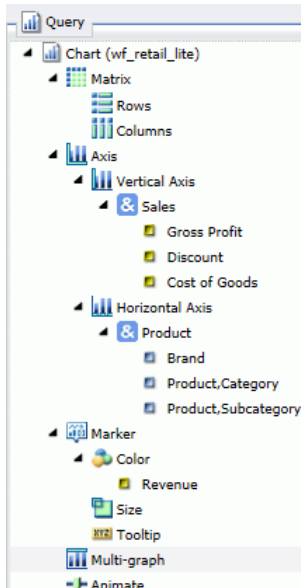 Query
Chart (wf_retail_lite)
Matrix
Rows
Columns
Axis
Vertical Axis
& Sales
Gross Profit
Discount
Cost of Goods
Horizontal Axis
& Product
Brand
Product,Category
Product,Subcategory
Marker
Color
Revenue
Size
Tooltip
Multi-graph
Animate